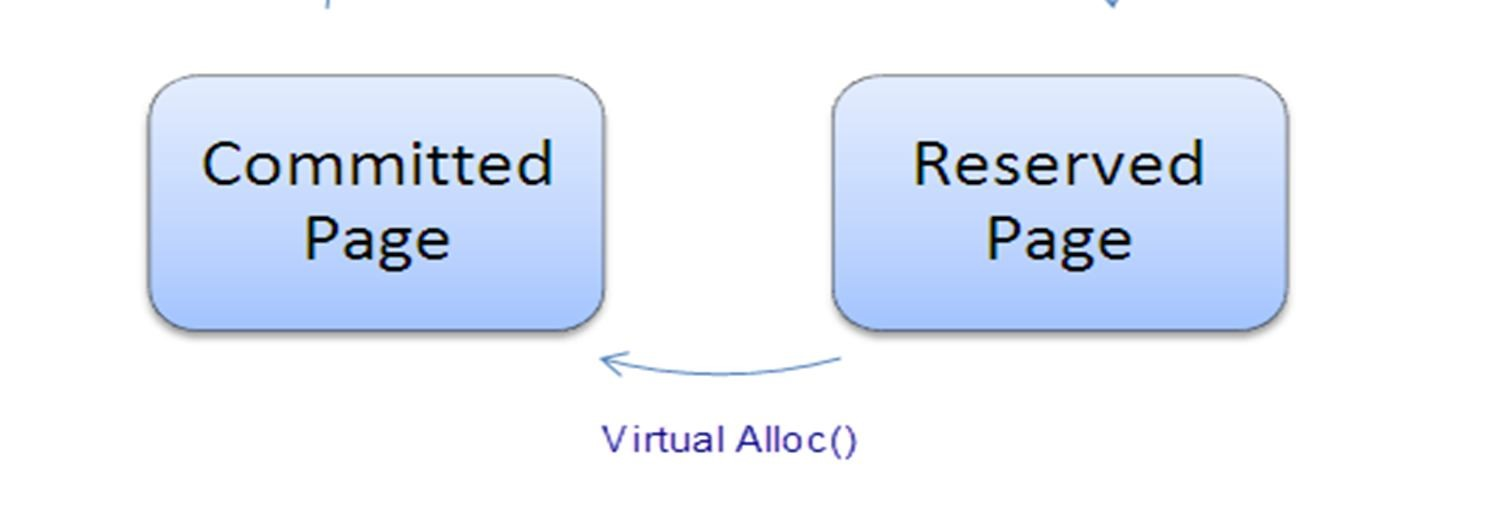 Committed
Page
Reserved
Page
Virtual Alloc()